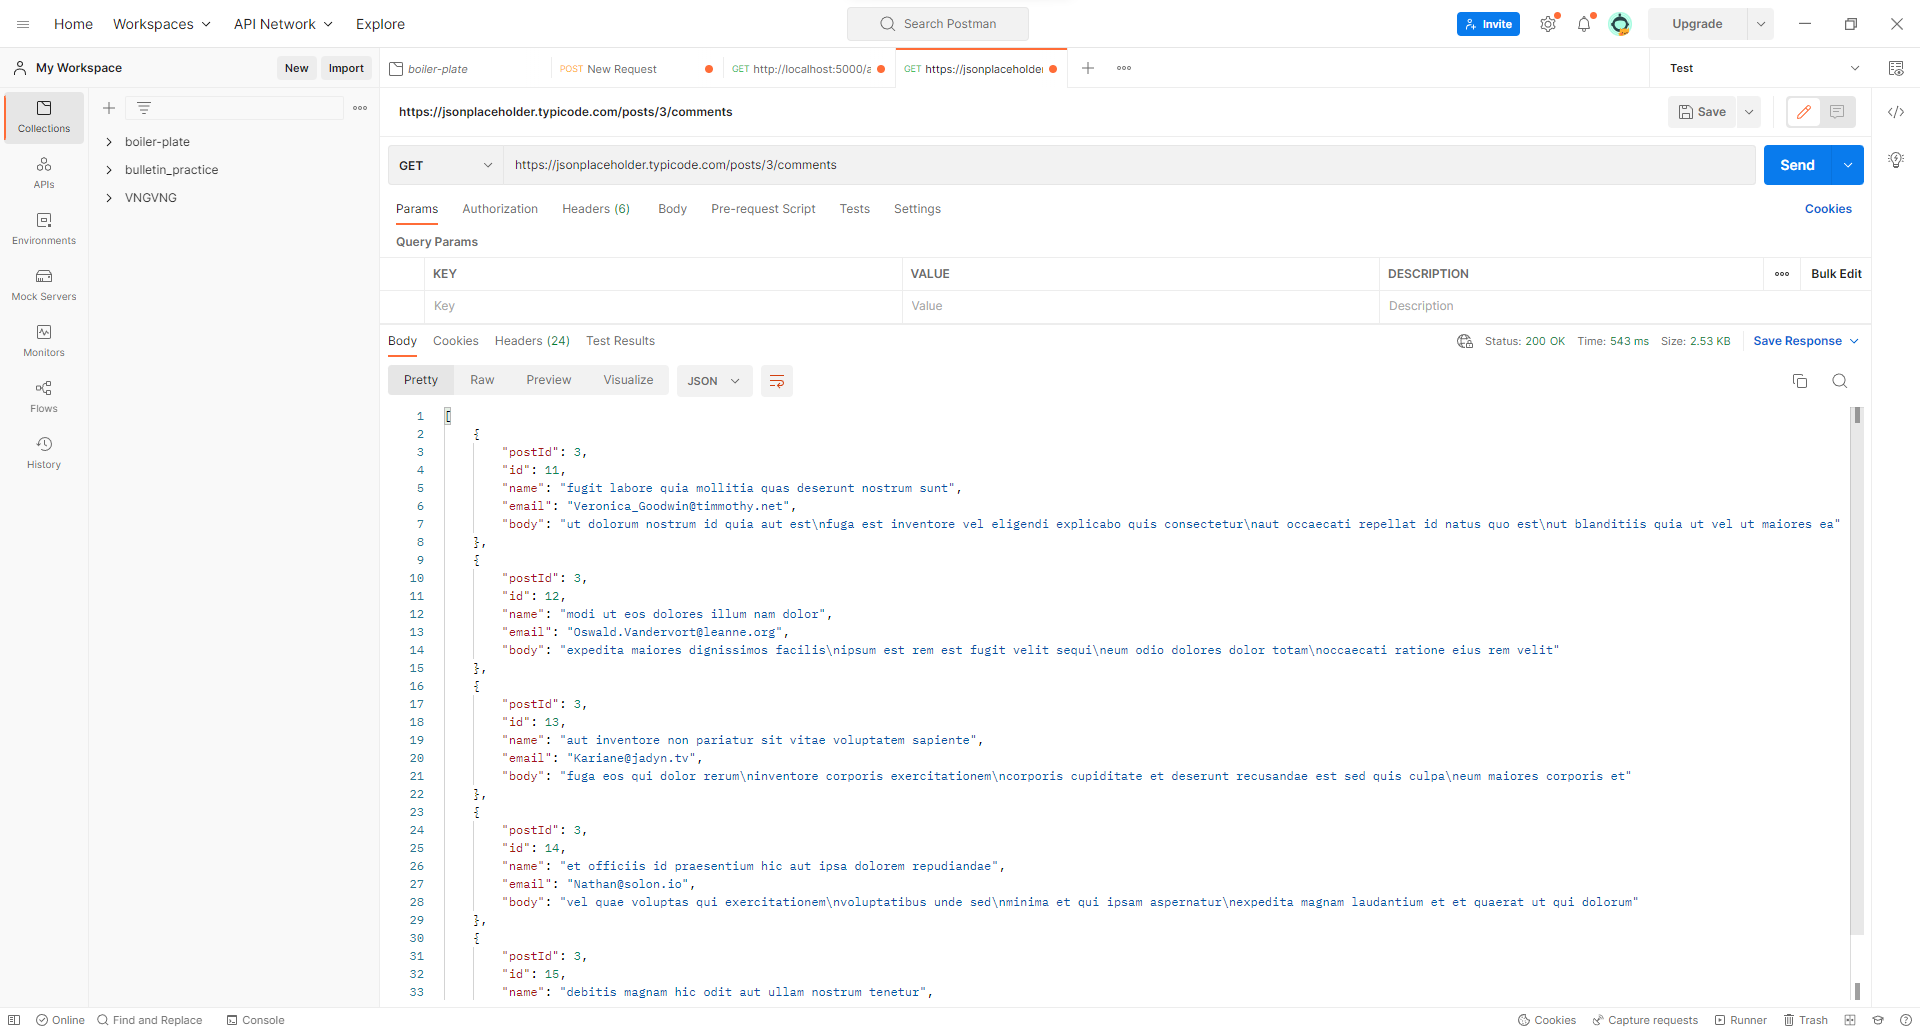 Home Workspaces API Network Explore Search Postman Invite Upgrade
My Workspace New Import
boiler-plate POST New Request GET http://localhost:5000/a GET https://jsonplaceholder Test
Collections
APIs
Environments
Mock Servers
Monitors
Flows
History
boiler-plate
bulletin_practice
VNGVNG
https://jsonplaceholder.typicode.com/posts/3/comments Save
GET https://jsonplaceholder.typicode.com/posts/3/comments Send
Params Authorization Headers (6) Body Pre-request Script Tests Settings Cookies
Query Params
KEY VALUE DESCRIPTION Bulk Edit
Key Value Description
Body Cookies Headers (24) Test Results Status: 200 OK Time: 543 ms Size: 2.53 KB Save Response
Pretty Raw Preview Visualize JSON
1 [
2 {
3 "postId": 3,
4 "id": 11,
5 "name": "fugit labore quia mollitia quas deserunt nostrum sunt",
6 "email": "Veronica_Goodwin@timmothy.net",
7 "body": "ut dolorum nostrum id quia aut est\nfuga est inventore vel eligendi explicabo quis consectetur\naut occaecati repellat id natus quo est\nut blanditiis quia ut vel ut maiores ea"
8 },
9 {
10 "postId": 3,
11 "id": 12,
12 "name": "modi ut eos dolores illum nam dolor",
13 "email": "Oswald.Vandervort@leanne.org",
14 "body": "expedita maiores dignissimos facilis\nipsum est rem est fugit velit sequi\neum odio dolores dolor totam\noccaecati ratione eius rem velit"
15 },
16 {
17 "postId": 3,
18 "id": 13,
19 "name": "aut inventore non pariatur sit vitae voluptatem sapiente",
20 "email": "Kariane@jadyn.tv",
21 "body": "fuga eos qui dolor rerum\ninventore corporis exercitationem\ncorporis cupiditate et deserunt recusandae est sed quis culpa\neum maiores corporis et"
22 },
23 {
24 "postId": 3,
25 "id": 14,
26 "name": "et officiis id praesentium hic aut ipsa dolorem repudiandae",
27 "email": "Nathan@solon.io",
28 "body": "vel quae voluptas qui exercitationem\nvoluptatibus unde sed\nminima et qui ipsam aspernatur\nexpedita magnam laudantium et et quaerat ut qui dolorum"
29 },
30 {
31 "postId": 3,
32 "id": 15,
33 "name": "debitis magnam hic odit aut ullam nostrum tenetur",
Online Find and Replace Console Cookies Capture requests Runner Trash